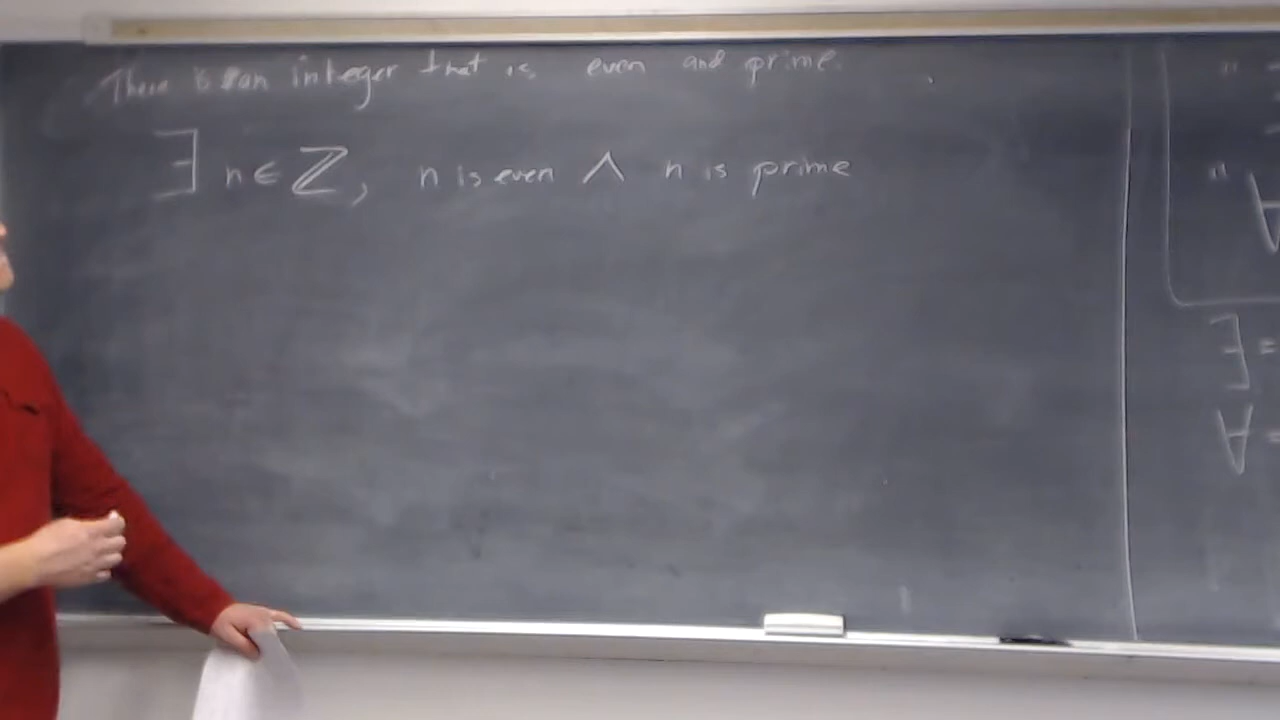 There is an integer that is even and prime.
∃ n ∈ ℤ, n is even ∧ n is prime
" =
" ∀
∃ =
∀ =